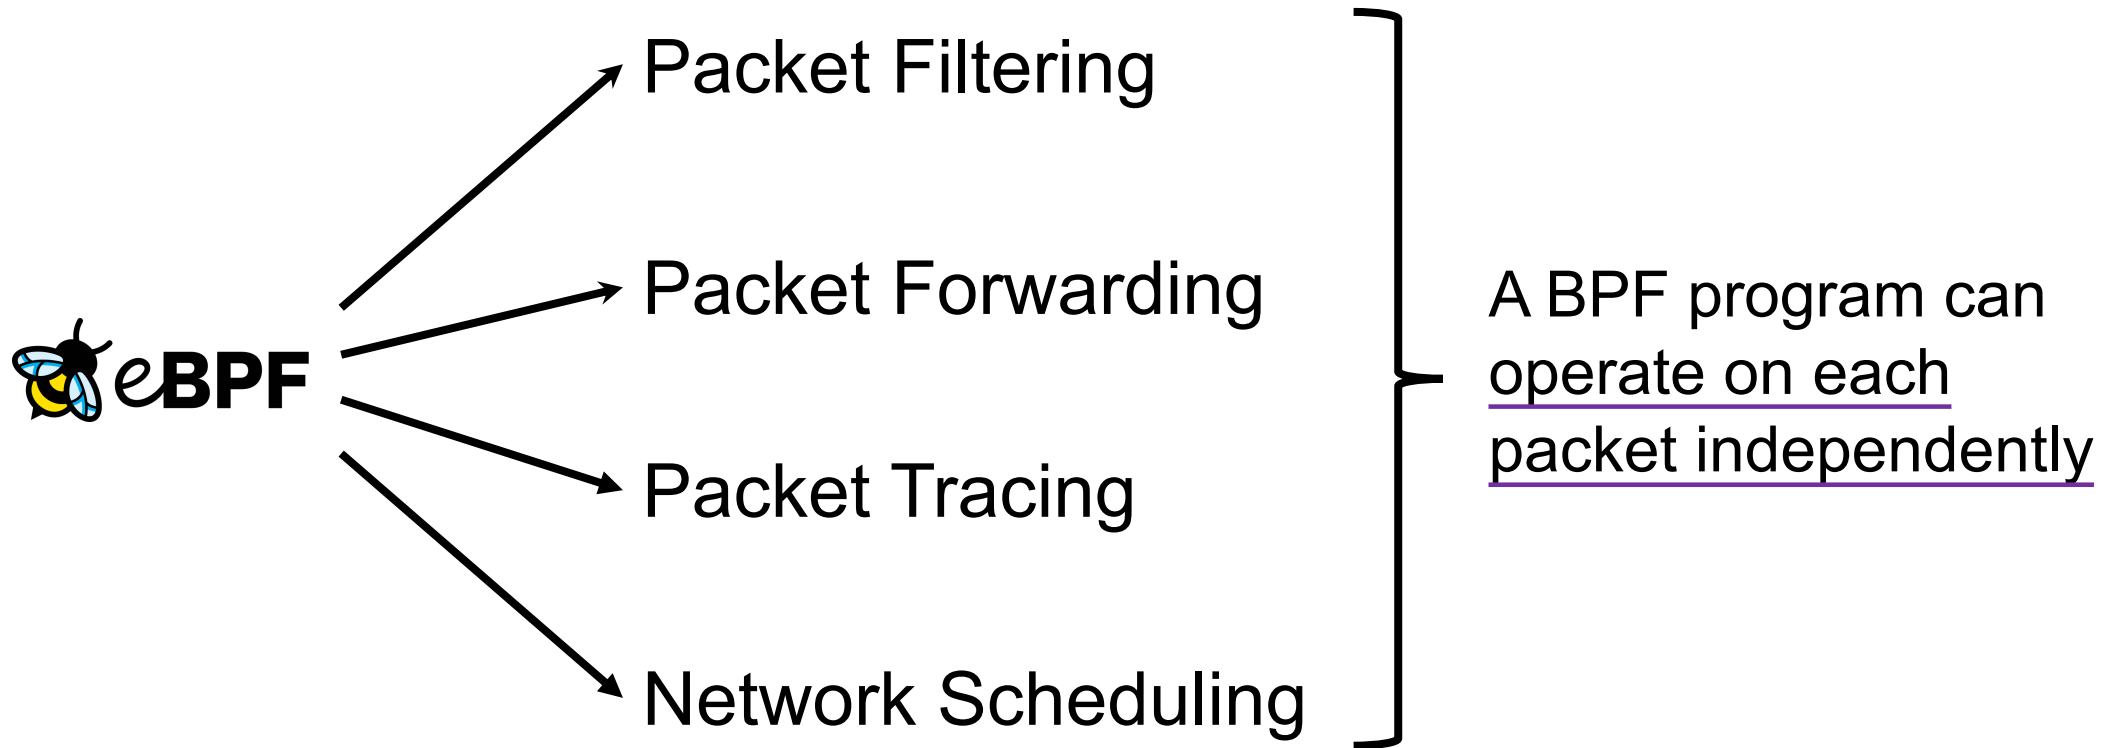 Packet Filtering
Packet Forwarding
eBPF
Packet Tracing
Network Scheduling
A BPF program can
operate on each
packet independently